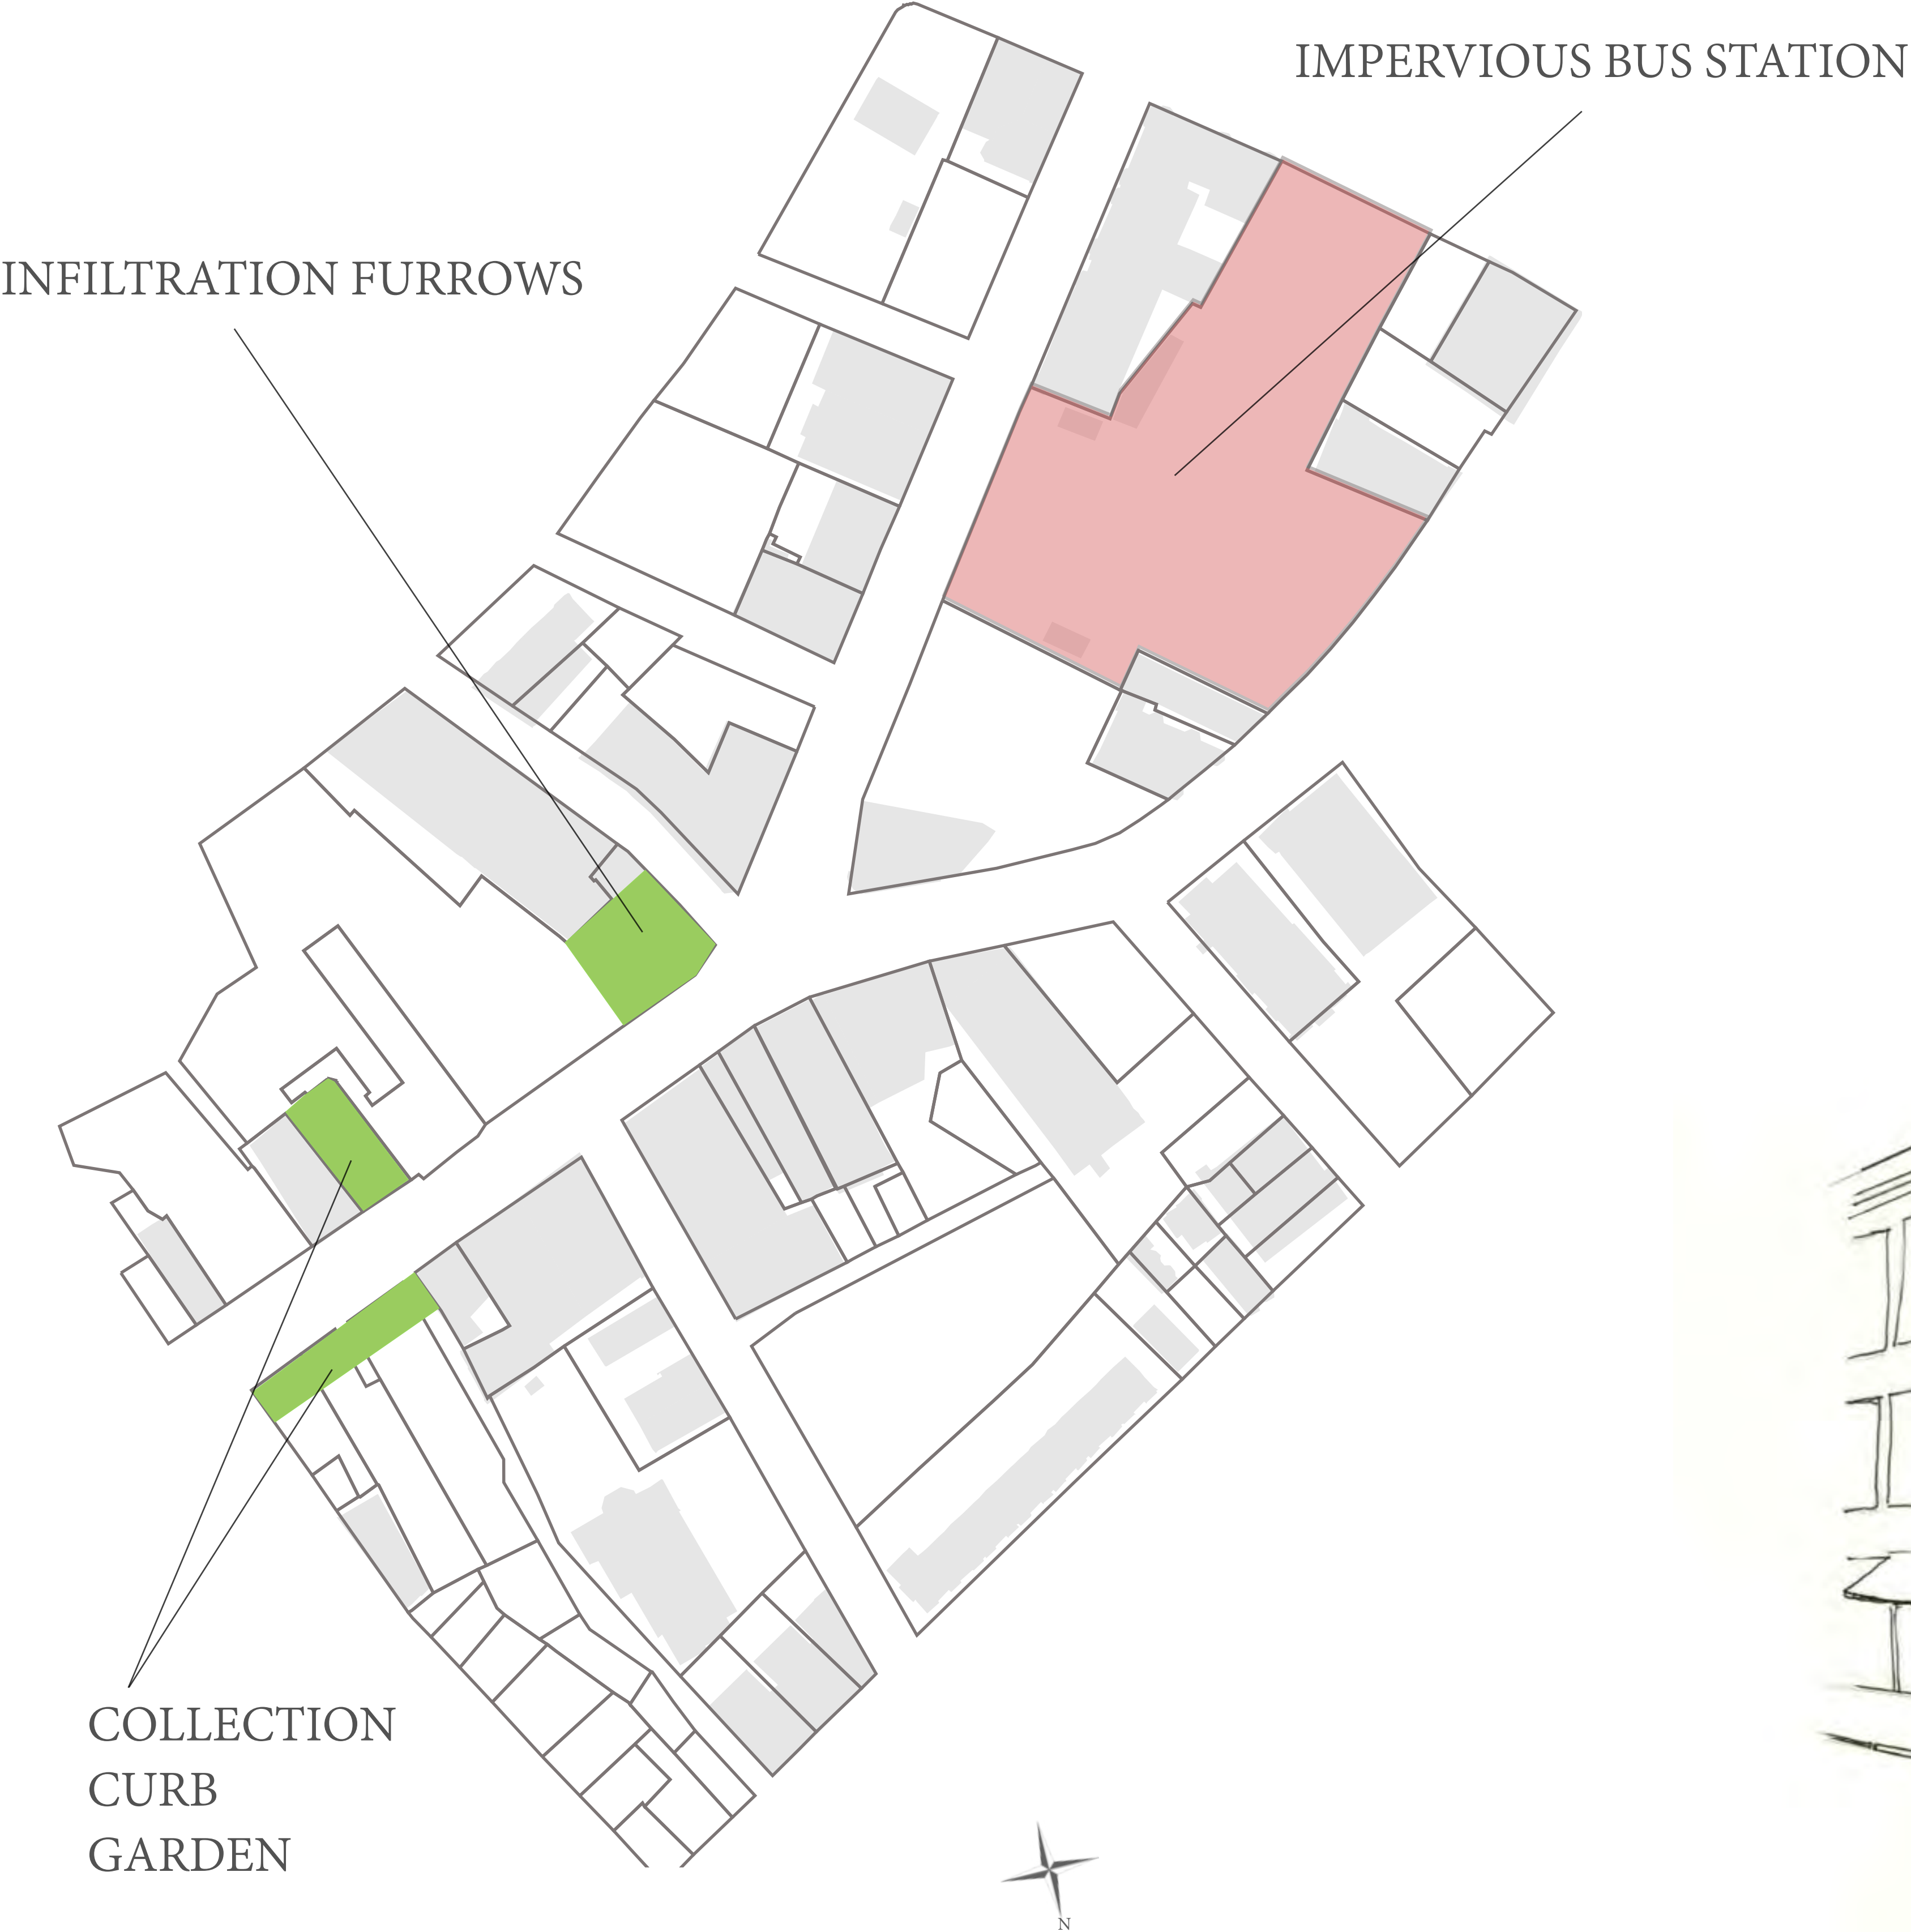 IMPERVIOUS BUS STATION
INFILTRATION FURROWS
COLLECTION
CURB
GARDEN
N